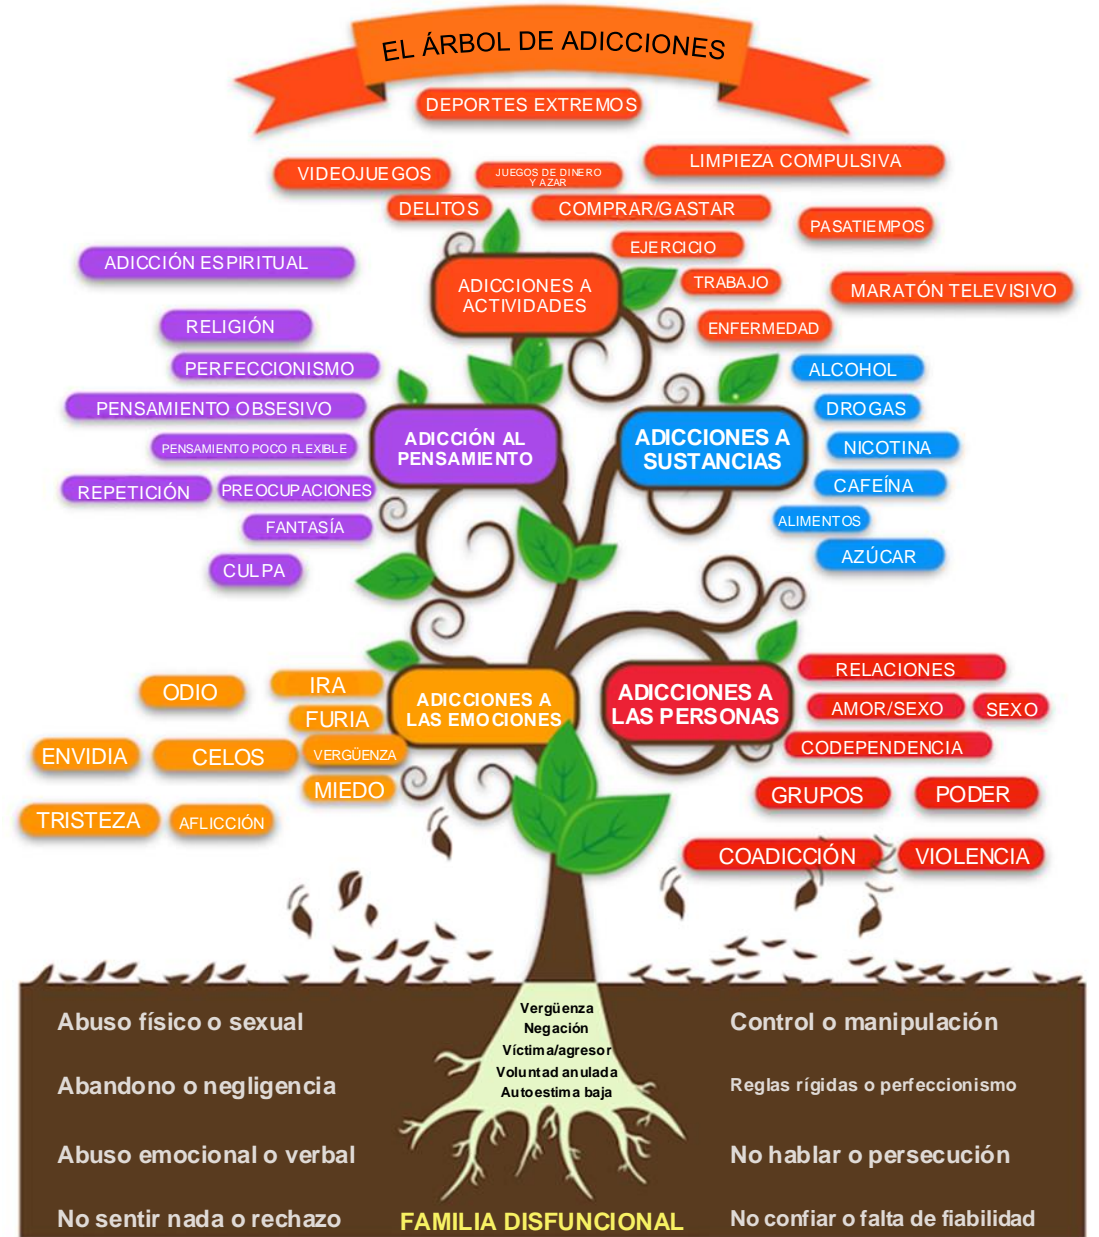 EL ÁRBOL DE ADICCIONES
DEPORTES EXTREMOS
VIDEOJUEGOS
JUEGOS DE DINERO
Y AZAR
LIMPIEZA COMPULSIVA
DELITOS
COMPRAR/GASTAR
PASATIEMPOS
EJERCICIO
TRABAJO
MARATÓN TELEVISIVO
ENFERMEDAD
ADICCIONES A
ACTIVIDADES
ADICCIÓN ESPIRITUAL
RELIGIÓN
PERFECCIONISMO
PENSAMIENTO OBSESIVO
PENSAMIENTO POCO FLEXIBLE
REPETICIÓN
PREOCUPACIONES
FANTASÍA
CULPA
ADICCIÓN AL
PENSAMIENTO
ADICCIONES A
SUSTANCIAS
ALCOHOL
DROGAS
NICOTINA
CAFEÍNA
ALIMENTOS
AZÚCAR
ODIO
IRA
FURIA
ENVIDIA
CELOS
VERGÜENZA
MIEDO
TRISTEZA
AFLICCIÓN
ADICCIONES A
LAS EMOCIONES
ADICCIONES A
LAS PERSONAS
RELACIONES
AMOR/SEXO
SEXO
CODEPENDENCIA
GRUPOS
PODER
COADICCIÓN
VIOLENCIA
Abuso físico o sexual
Abandono o negligencia
Abuso emocional o verbal
No sentir nada o rechazo
Vergüenza
Negación
Víctima/agresor
Voluntad anulada
Autoestima baja
FAMILIA DISFUNCIONAL
Control o manipulación
Reglas rígidas o perfeccionismo
No hablar o persecución
No confiar o falta de fiabilidad